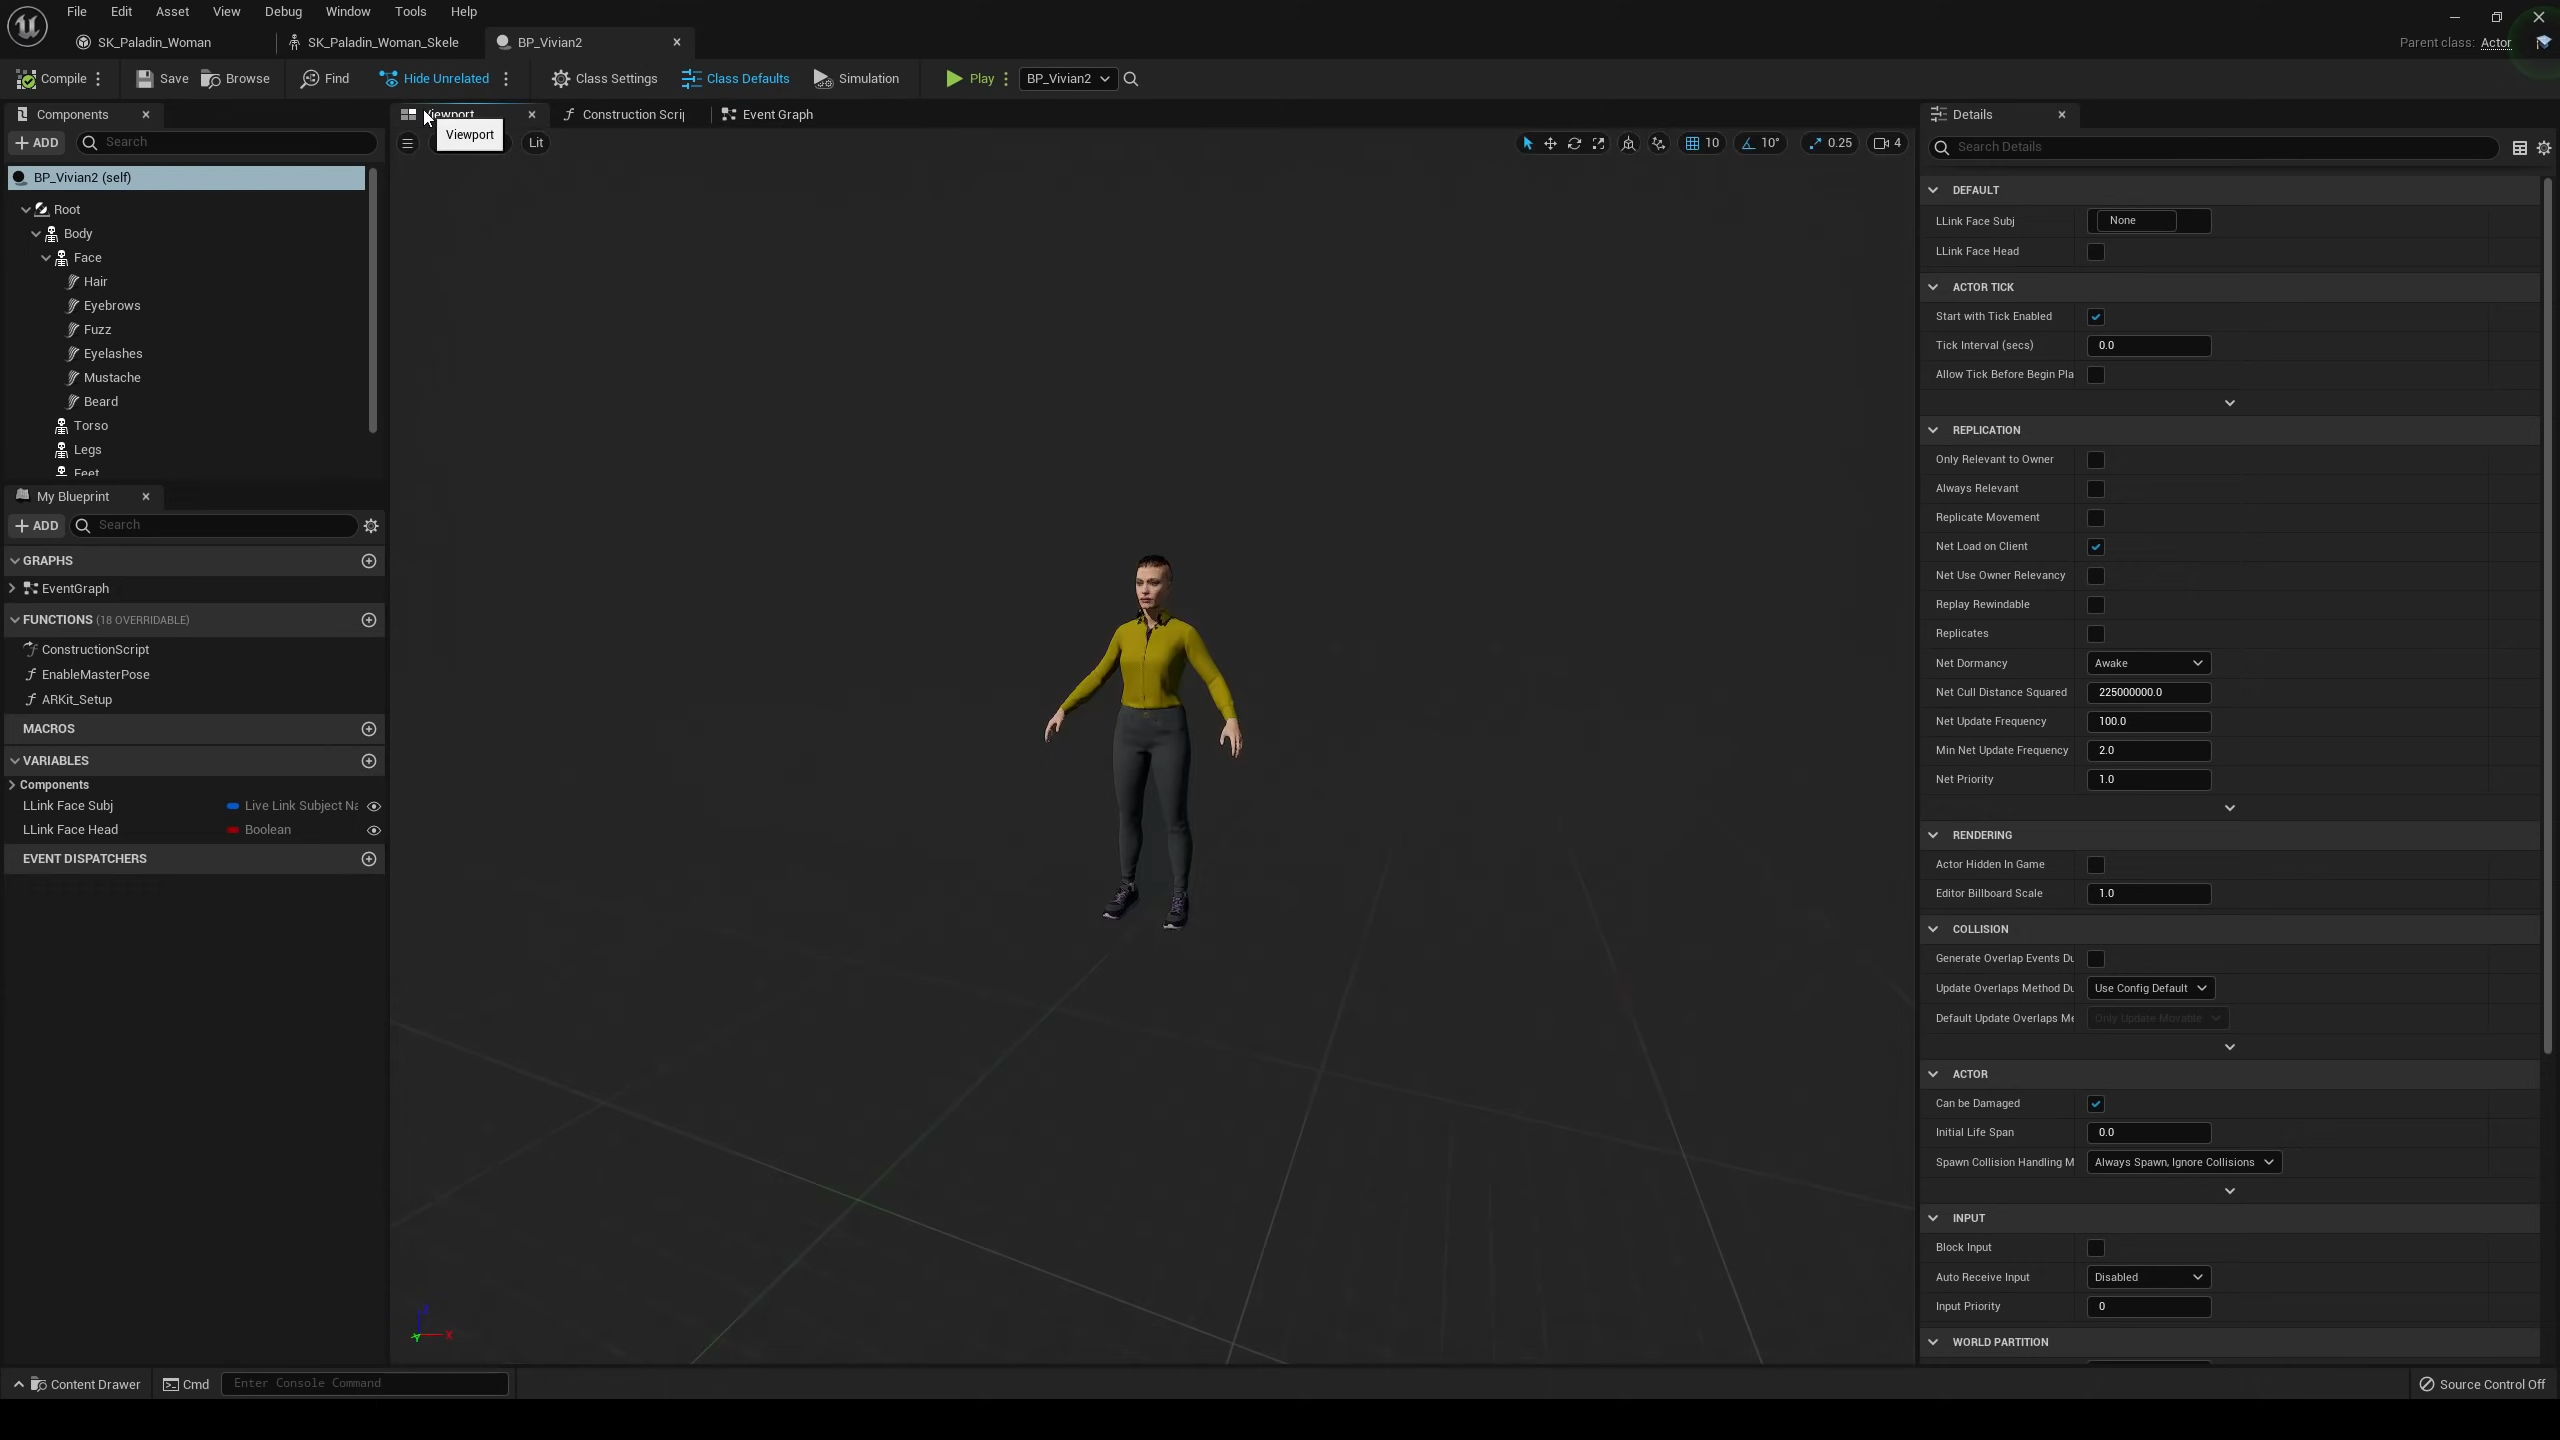 File Edit Asset View Debug Window Tools Help
SK_Paladin_Woman SK_Paladin_Woman_Skele BP_Vivian2 Parent class: Actor
Compile Save Browse Find Hide Unrelated Class Settings Class Defaults Simulation Play BP_Vivian2
Components
ADD Search
BP_Vivian2 (self)
Root
Body
Face
Hair
Eyebrows
Fuzz
Eyelashes
Mustache
Beard
Torso
Legs
Feet
My Blueprint
ADD Search
GRAPHS
EventGraph
FUNCTIONS (18 OVERRIDABLE)
ConstructionScript
EnableMasterPose
ARKit_Setup
MACROS
VARIABLES
Components
LLink Face Subj Live Link Subject Na
LLink Face Head Boolean
EVENT DISPATCHERS
Viewport Construction Scrip Event Graph
Viewport
Lit 10 10° 0.25 4
Z
Y X
Details
Search Details
DEFAULT
LLink Face Subj None
LLink Face Head
ACTOR TICK
Start with Tick Enabled
Tick Interval (secs) 0.0
Allow Tick Before Begin Pla
REPLICATION
Only Relevant to Owner
Always Relevant
Replicate Movement
Net Load on Client
Net Use Owner Relevancy
Replay Rewindable
Replicates
Net Dormancy Awake
Net Cull Distance Squared 225000000.0
Net Update Frequency 100.0
Min Net Update Frequency 2.0
Net Priority 1.0
RENDERING
Actor Hidden In Game
Editor Billboard Scale 1.0
COLLISION
Generate Overlap Events Du
Update Overlaps Method Du Use Config Default
Default Update Overlaps Me Only Update Movable
ACTOR
Can be Damaged
Initial Life Span 0.0
Spawn Collision Handling M Always Spawn, Ignore Collisions
INPUT
Block Input
Auto Receive Input Disabled
Input Priority 0
WORLD PARTITION
Content Drawer Cmd Enter Console Command Source Control Off